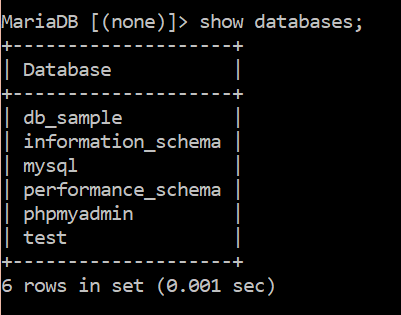 MariaDB [(none)]> show databases;
+--------------------+
| Database           |
+--------------------+
| db_sample          |
| information_schema |
| mysql              |
| performance_schema |
| phpmyadmin         |
| test               |
+--------------------+
6 rows in set (0.001 sec)